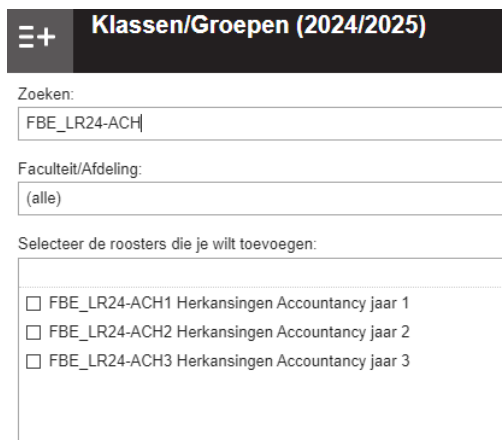 Klassen/Groepen (2024/2025)
Zoeken:
FBE_LR24-ACH
Faculteit/Afdeling:
(alle)
Selecteer de roosters die je wilt toevoegen:
FBE_LR24-ACH1 Herkansingen Accountancy jaar 1
FBE_LR24-ACH2 Herkansingen Accountancy jaar 2
FBE_LR24-ACH3 Herkansingen Accountancy jaar 3